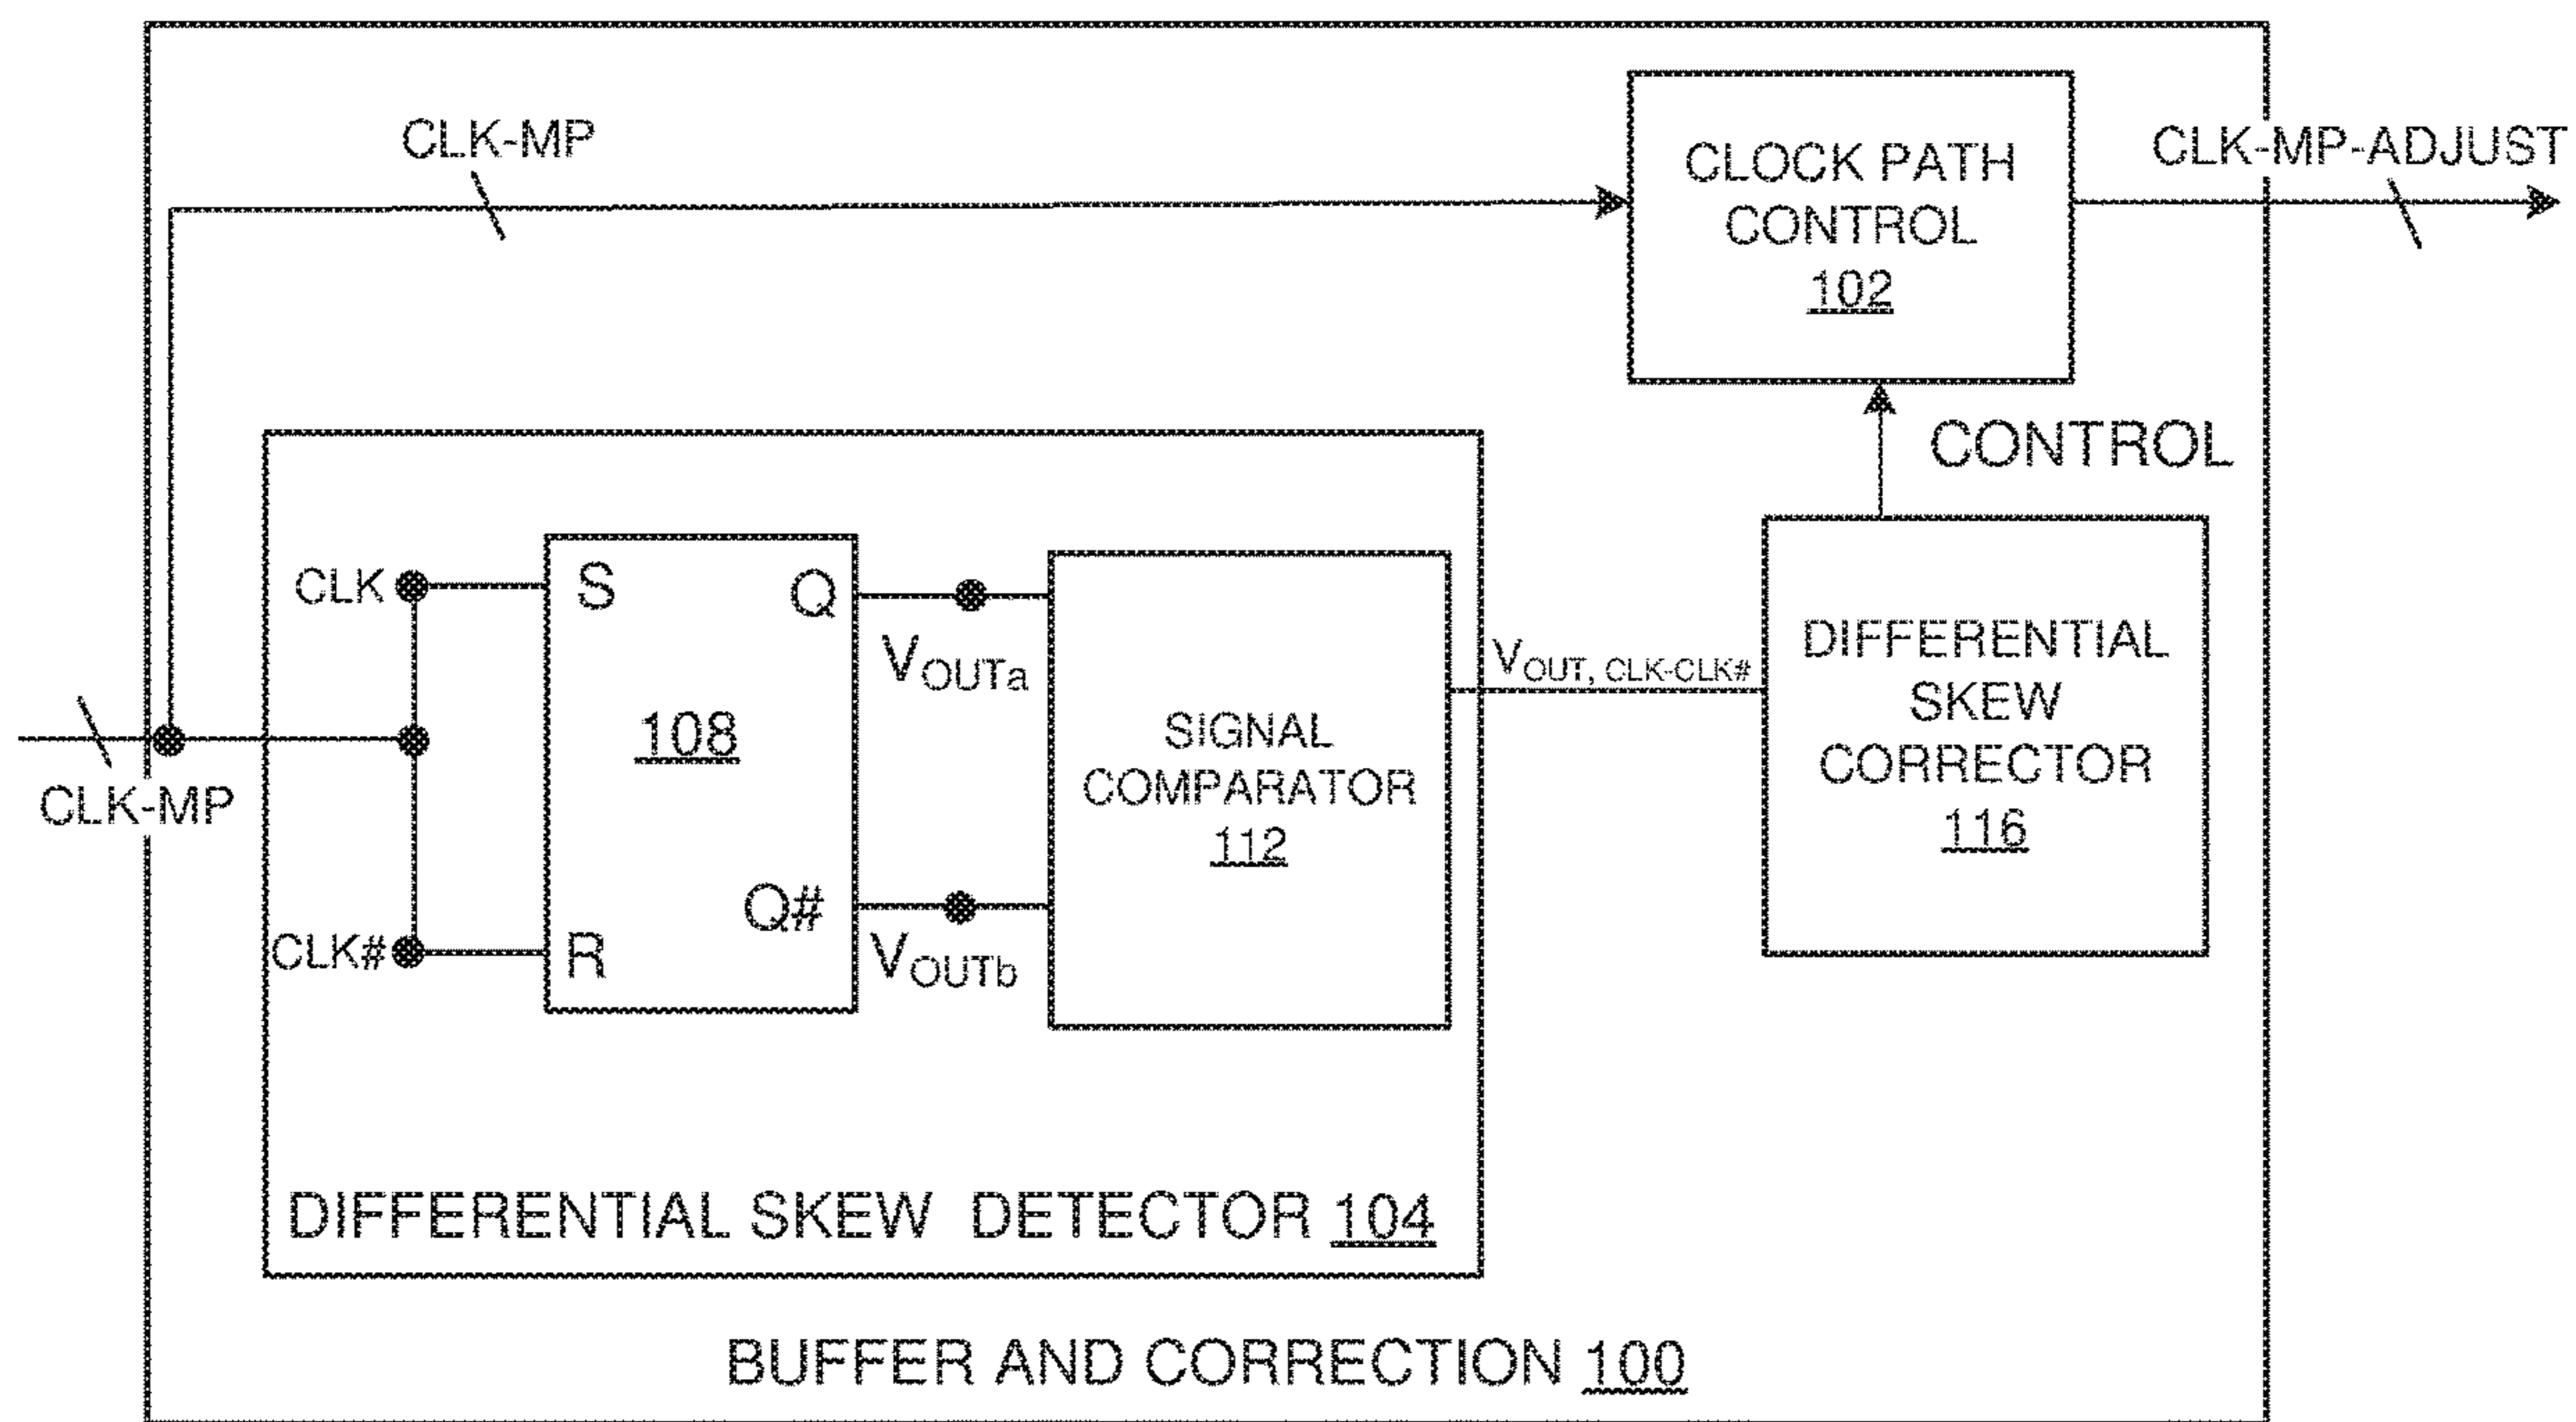 CLK-MP
CLOCK PATH
CONTROL
102
CLK-MP-ADJUST
CONTROL
CLK
S
Q
VOUTa
108
CLK#
R
Q#
VOUTb
SIGNAL
COMPARATOR
112
VOUT, CLK-CLK#
DIFFERENTIAL
SKEW
CORRECTOR
116
CLK-MP
DIFFERENTIAL SKEW DETECTOR 104
BUFFER AND CORRECTION 100